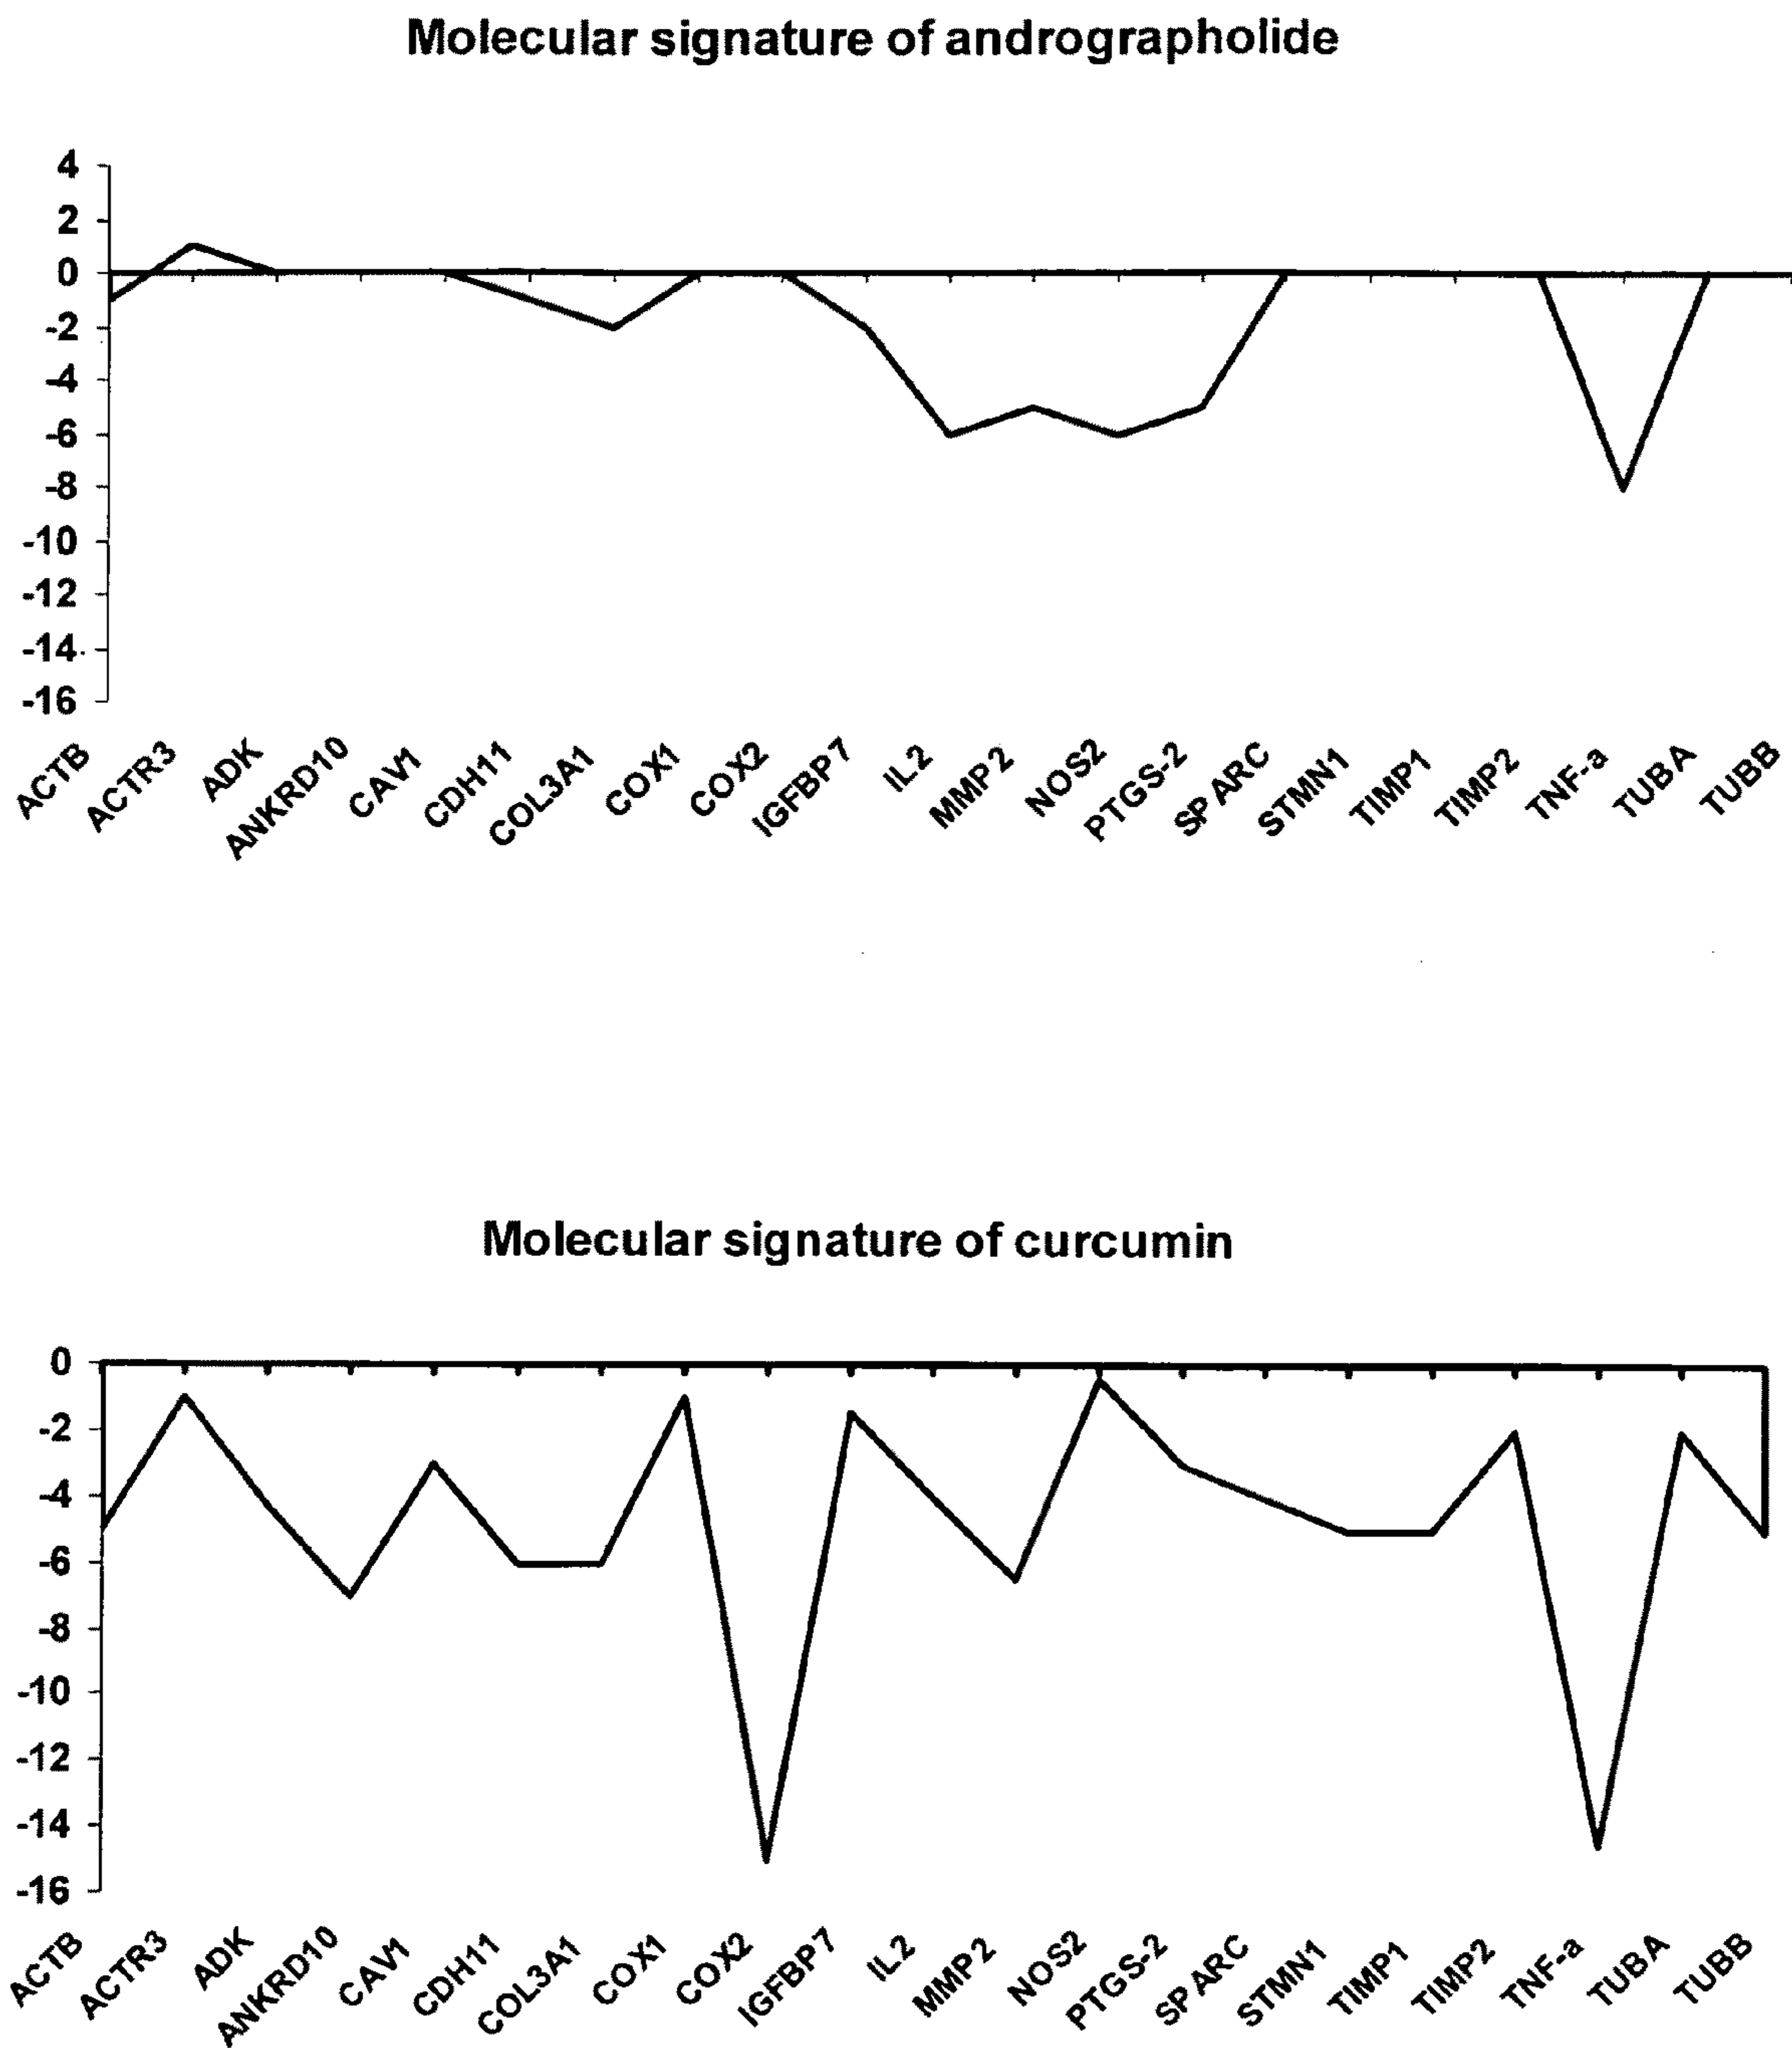 Molecular signature of andrographolide
4
2
0
-2
-4
-6
-8
-10
-12
-14
-16
ACTB
ACTR3
ADK
ANKRD10
CAV1
CDH11
COL3A1
COX1
COX2
IGFBP7
IL2
MMP2
NOS2
PTGS-2
SPARC
STMN1
TIMP1
TIMP2
TNF-a
TUBA
TUBB
Molecular signature of curcumin
0
-2
-4
-6
-8
-10
-12
-14
-16
ACTB
ACTR3
ADK
ANKRD10
CAV1
CDH11
COL3A1
COX1
COX2
IGFBP7
IL2
MMP2
NOS2
PTGS-2
SPARC
STMN1
TIMP1
TIMP2
TNF-a
TUBA
TUBB